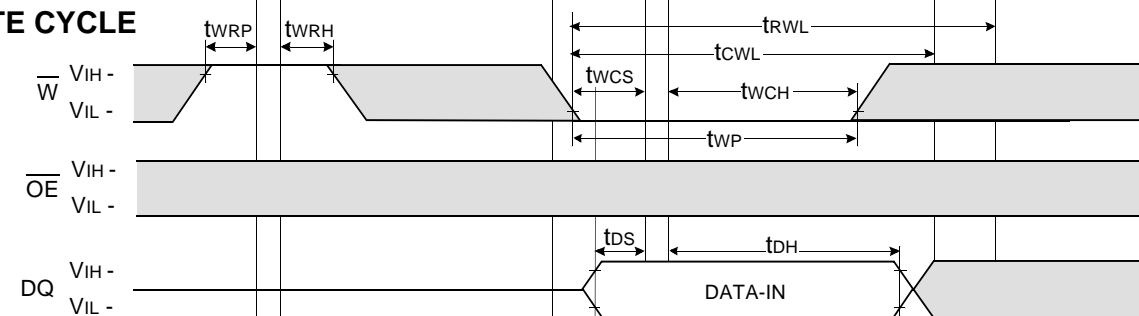 TE CYCLE
tWRP
tWRH
tRWL
tCWL
W
VIH -
VIL -
tWCS
tWCH
tWP
OE
VIH -
VIL -
tDS
tDH
DQ
VIH -
VIL -
DATA-IN